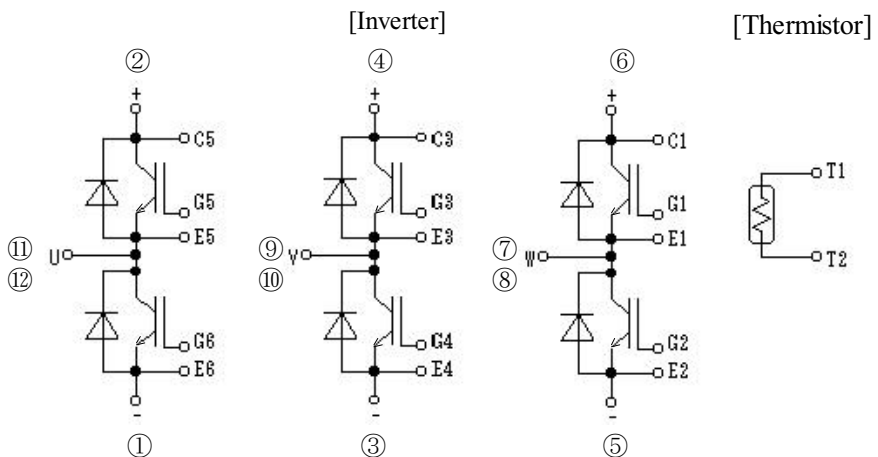 [Inverter]
[Thermistor]
② ④ ⑥
+ + +
C5 C3 C1
T1
G5 G3 G1
E5 E3 E1
⑪ U ⑨ V ⑦ W
T2
⑫ ⑩ ⑧
G6 G4 G2
E6 E4 E2
- - -
① ③ ⑤